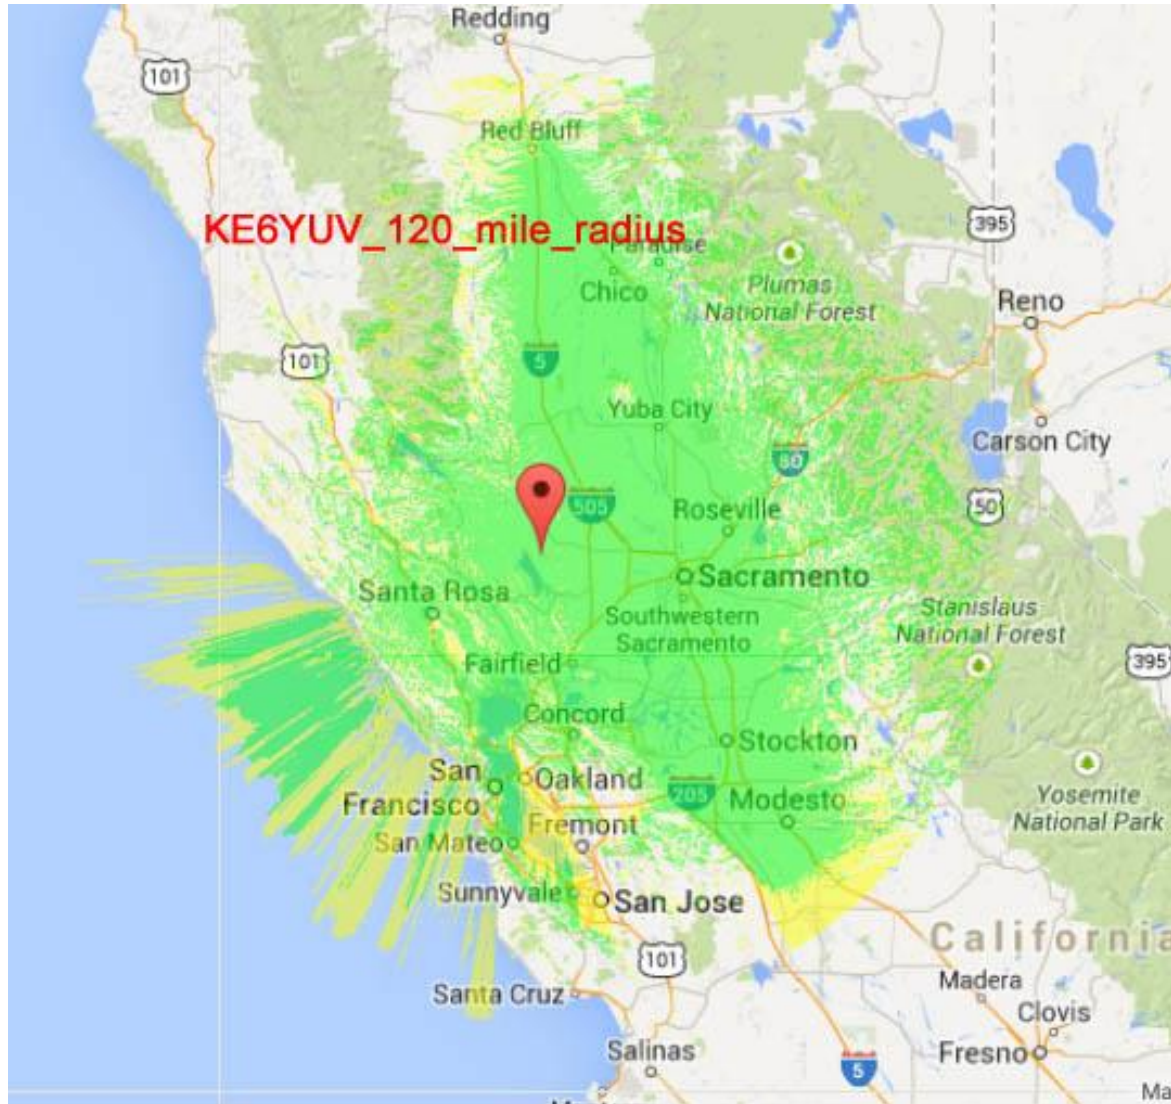 Redding
101
Red Bluff
KE6YUV_120_mile_radius
Paradise
395
Chico
Plumas
National Forest
Reno
5
101
Yuba City
Carson City
80
505
Roseville
50
Sacramento
Santa Rosa
Southwestern
Sacramento
Stanislaus
National Forest
Fairfield
395
Concord
Stockton
San
Francisco
Oakland
205
Modesto
Yosemite
National Park
Fremont
San Mateo
Sunnyvale
San Jose
California
101
Madera
Santa Cruz
Clovis
Salinas
5
Fresno